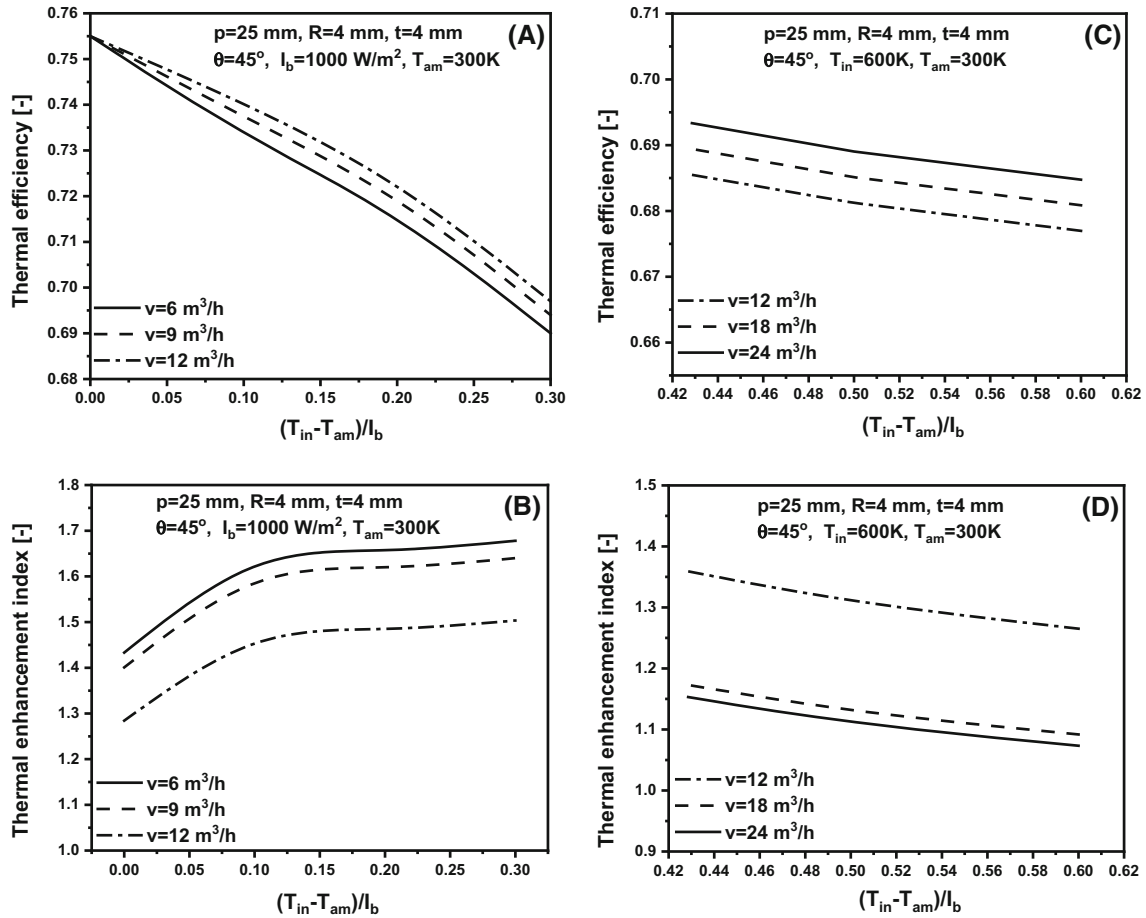 (A)
p=25 mm, R=4 mm, t=4 mm
θ=45º, I_b=1000 W/m², T_am=300K
Thermal efficiency [-]
0.76
0.75
0.74
0.73
0.72
0.71
0.70
0.69
0.68
v=6 m³/h
v=9 m³/h
v=12 m³/h
0.00 0.05 0.10 0.15 0.20 0.25 0.30
(T_in-T_am)/I_b
(C)
p=25 mm, R=4 mm, t=4 mm
θ=45º, T_in=600K, T_am=300K
Thermal efficiency [-]
0.71
0.70
0.69
0.68
0.67
0.66
v=12 m³/h
v=18 m³/h
v=24 m³/h
0.42 0.44 0.46 0.48 0.50 0.52 0.54 0.56 0.58 0.60 0.62
(T_in-T_am)/I_b
(B)
p=25 mm, R=4 mm, t=4 mm
θ=45º, I_b=1000 W/m², T_am=300K
Thermal enhancement index [-]
1.8
1.7
1.6
1.5
1.4
1.3
1.2
1.1
1.0
v=6 m³/h
v=9 m³/h
v=12 m³/h
0.00 0.05 0.10 0.15 0.20 0.25 0.30
(T_in-T_am)/I_b
(D)
p=25 mm, R=4 mm, t=4 mm
θ=45º, T_in=600K, T_am=300K
Thermal enhancement index [-]
1.5
1.4
1.3
1.2
1.1
1.0
0.9
v=12 m³/h
v=18 m³/h
v=24 m³/h
0.42 0.44 0.46 0.48 0.50 0.52 0.54 0.56 0.58 0.60 0.62
(T_in-T_am)/I_b